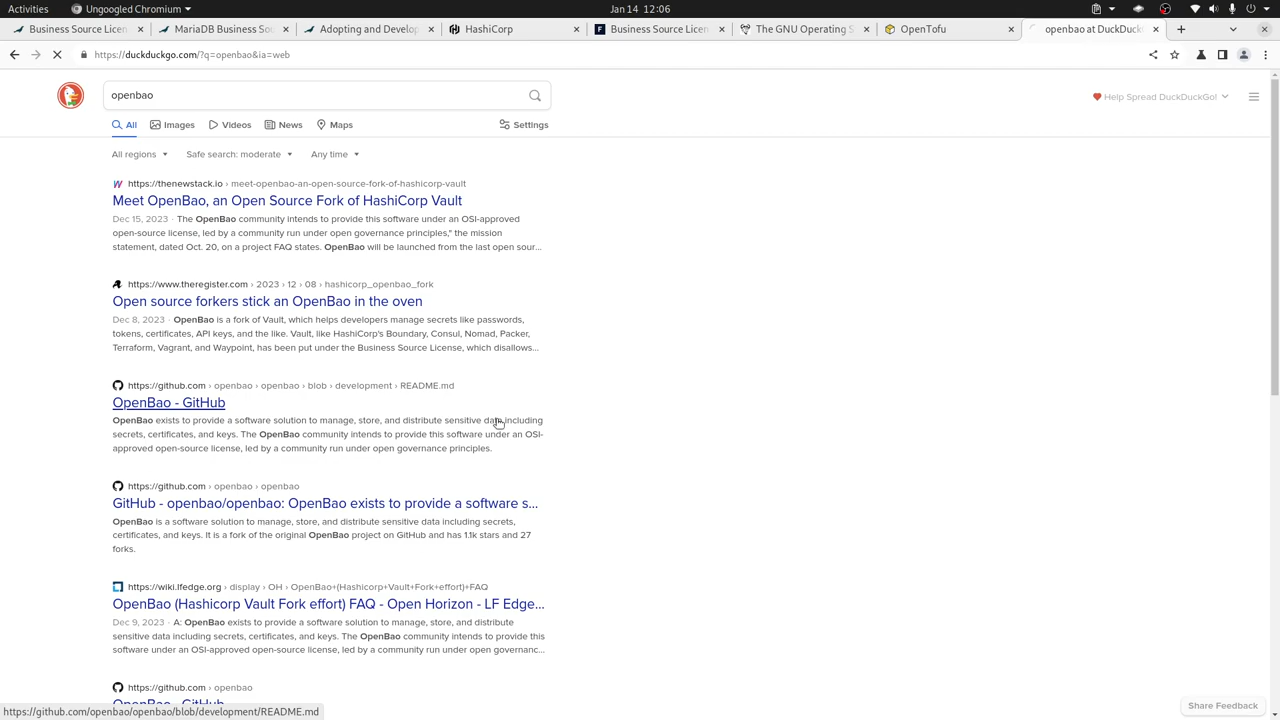 Activities
Ungoogled Chromium
Jan 14 12:06
Business Source Licen
MariaDB Business Sou
Adopting and Develop
HashiCorp
Business Source Licen
The GNU Operating S
OpenTofu
openbao at DuckDuck
https://duckduckgo.com/?q=openbao&ia=web
openbao
Help Spread DuckDuckGo!
All
Images
Videos
News
Maps
Settings
All regions
Safe search: moderate
Any time
https://thenewstack.io › meet-openbao-an-open-source-fork-of-hashicorp-vault
Meet OpenBao, an Open Source Fork of HashiCorp Vault
Dec 15, 2023 · The OpenBao community intends to provide this software under an OSI-approved
open-source license, led by a community run under open governance principles," the mission
statement, dated Oct. 20, on a project FAQ states. OpenBao will be launched from the last open sour...
https://www.theregister.com › 2023 › 12 › 08 › hashicorp_openbao_fork
Open source forkers stick an OpenBao in the oven
Dec 8, 2023 · OpenBao is a fork of Vault, which helps developers manage secrets like passwords,
tokens, certificates, API keys, and the like. Vault, like HashiCorp's Boundary, Consul, Nomad, Packer,
Terraform, Vagrant, and Waypoint, has been put under the Business Source License, which disallows...
https://github.com › openbao › openbao › blob › development › README.md
OpenBao - GitHub
OpenBao exists to provide a software solution to manage, store, and distribute sensitive data including
secrets, certificates, and keys. The OpenBao community intends to provide this software under an OSI-
approved open-source license, led by a community run under open governance principles.
https://github.com › openbao › openbao
GitHub - openbao/openbao: OpenBao exists to provide a software s...
OpenBao is a software solution to manage, store, and distribute sensitive data including secrets,
certificates, and keys. It is a fork of the original OpenBao project on GitHub and has 1.1k stars and 27
forks.
https://wiki.lfedge.org › display › OH › OpenBao+(Hashicorp+Vault+Fork+effort)+FAQ
OpenBao (Hashicorp Vault Fork effort) FAQ - Open Horizon - LF Edge...
Dec 9, 2023 · A: OpenBao exists to provide a software solution to manage, store, and distribute
sensitive data including secrets, certificates, and keys. The OpenBao community intends to provide this
software under an OSI-approved open-source license, led by a community run under open governanc...
https://github.com › openbao
OpenBao - GitHub
https://github.com/openbao/openbao/blob/development/README.md
Share Feedback